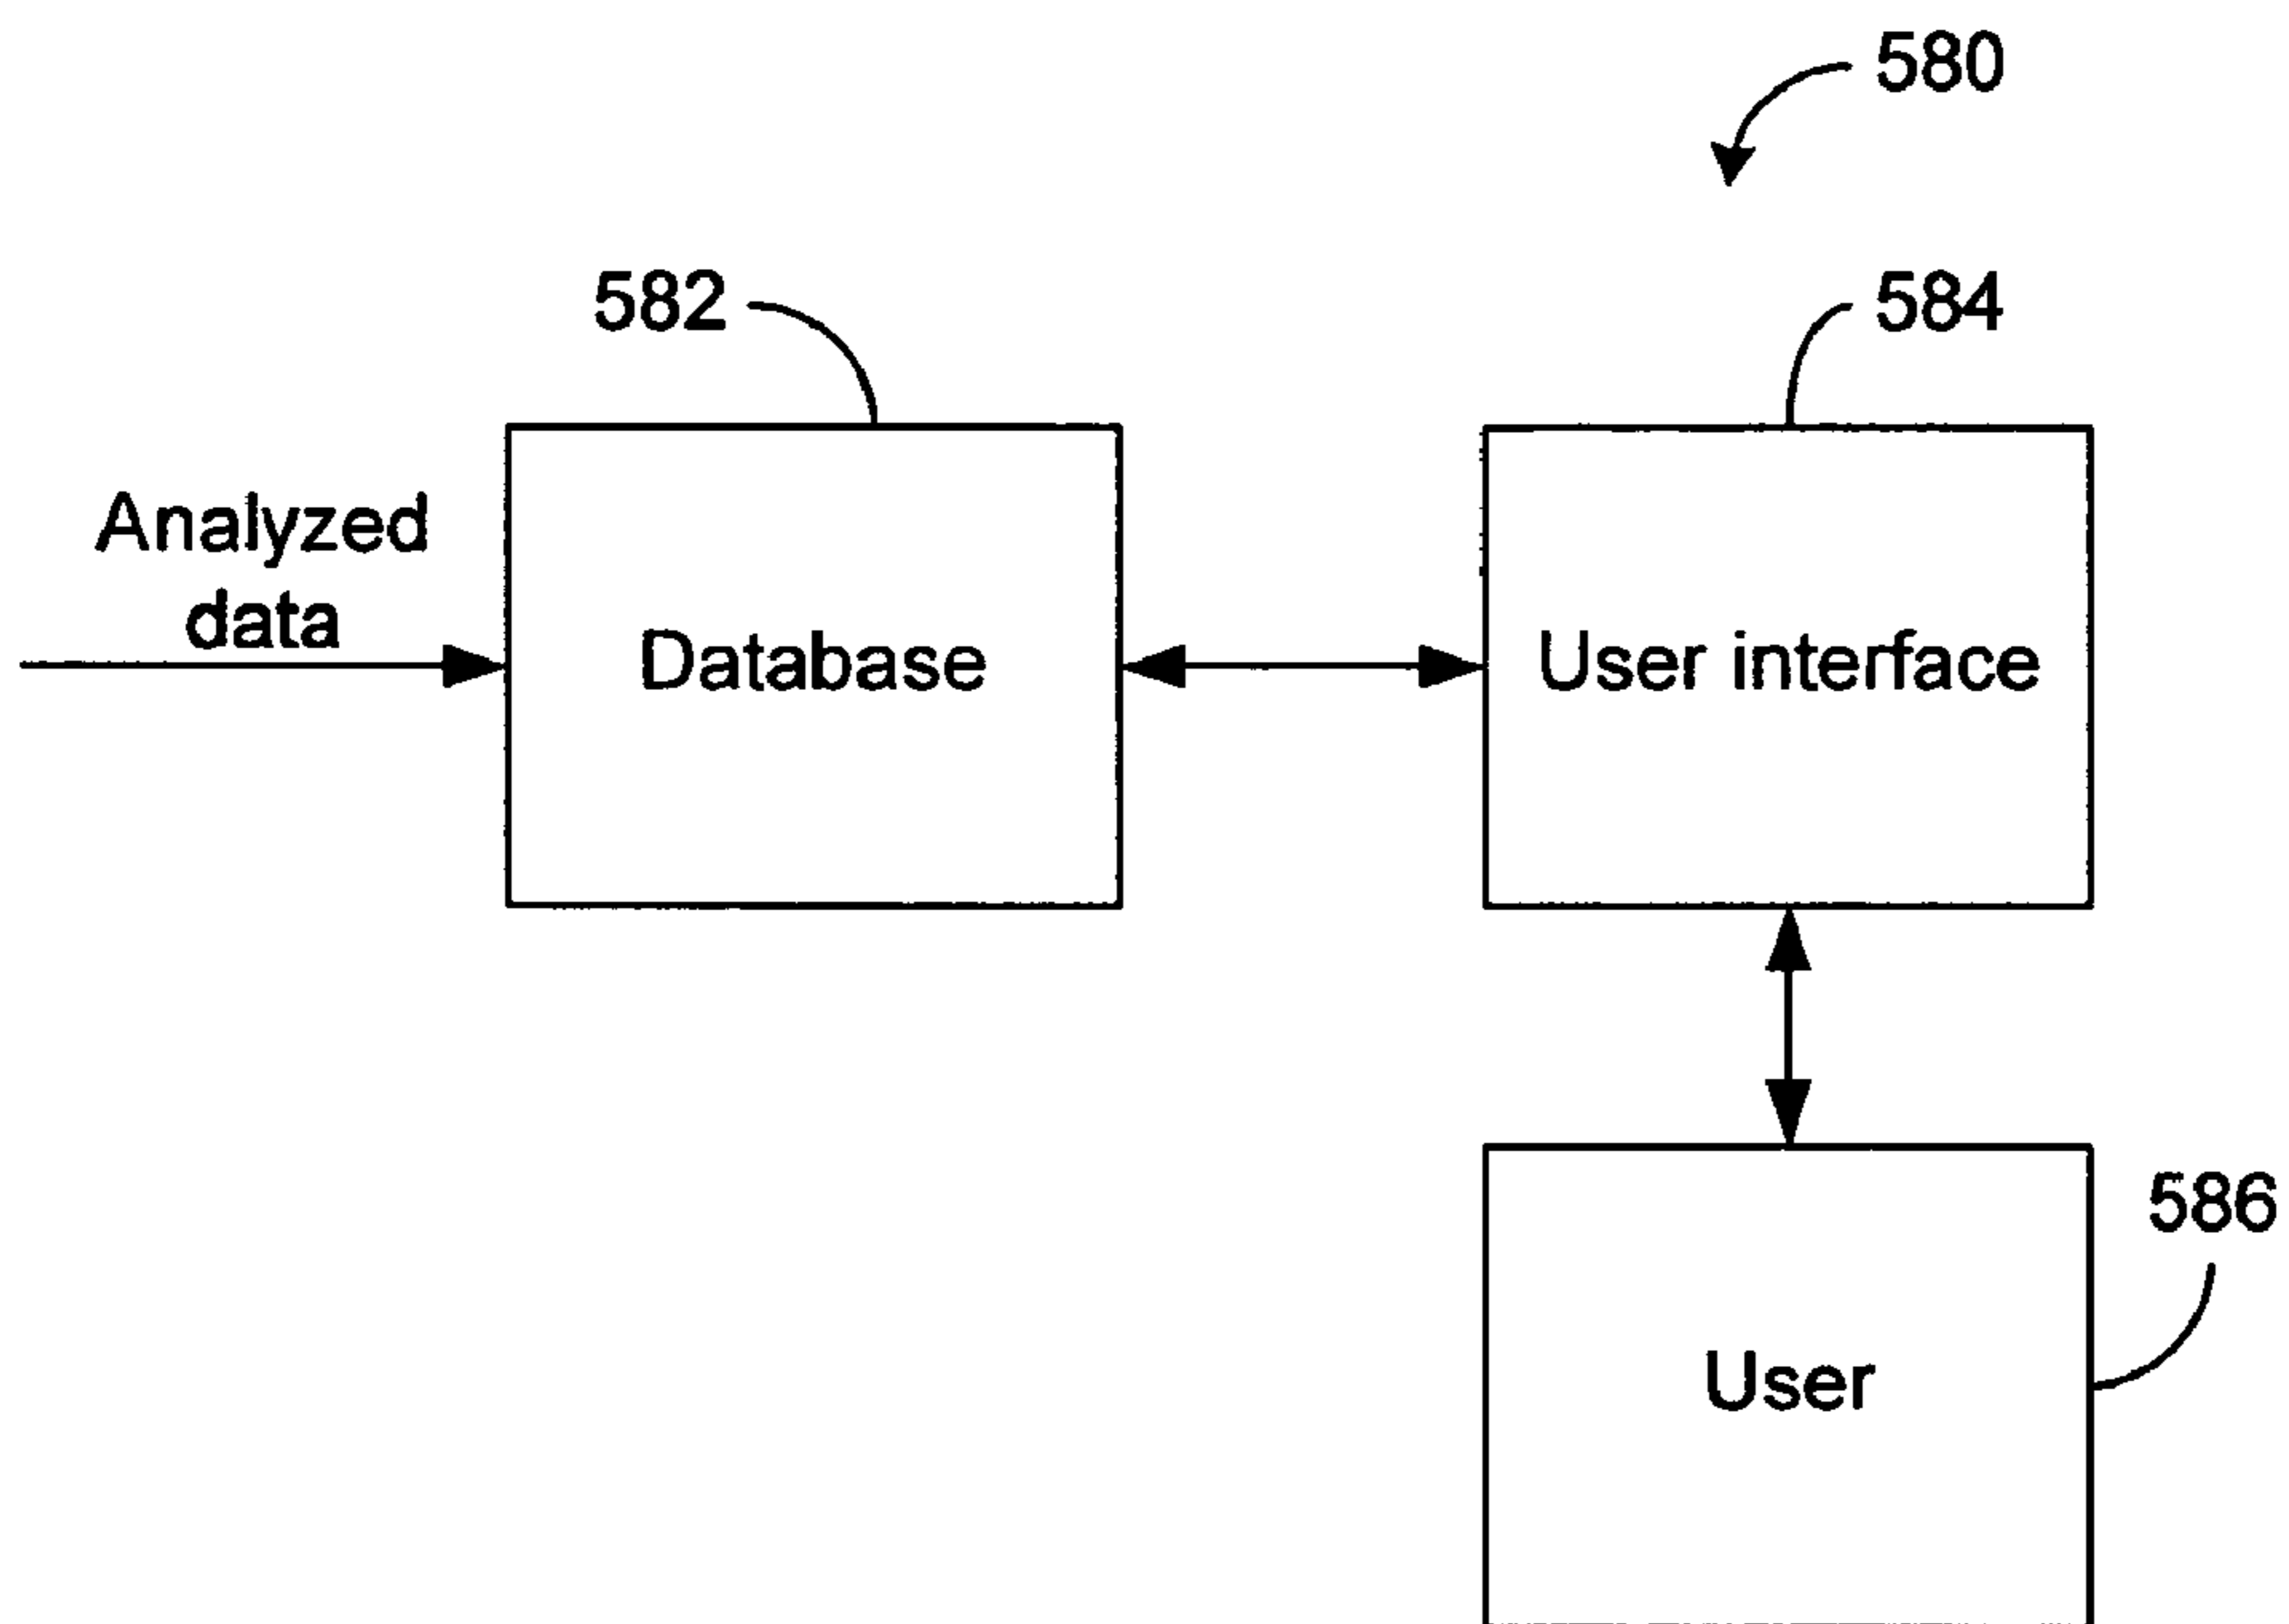 580
582
584
Analyzed
data
Database
User interface
586
User